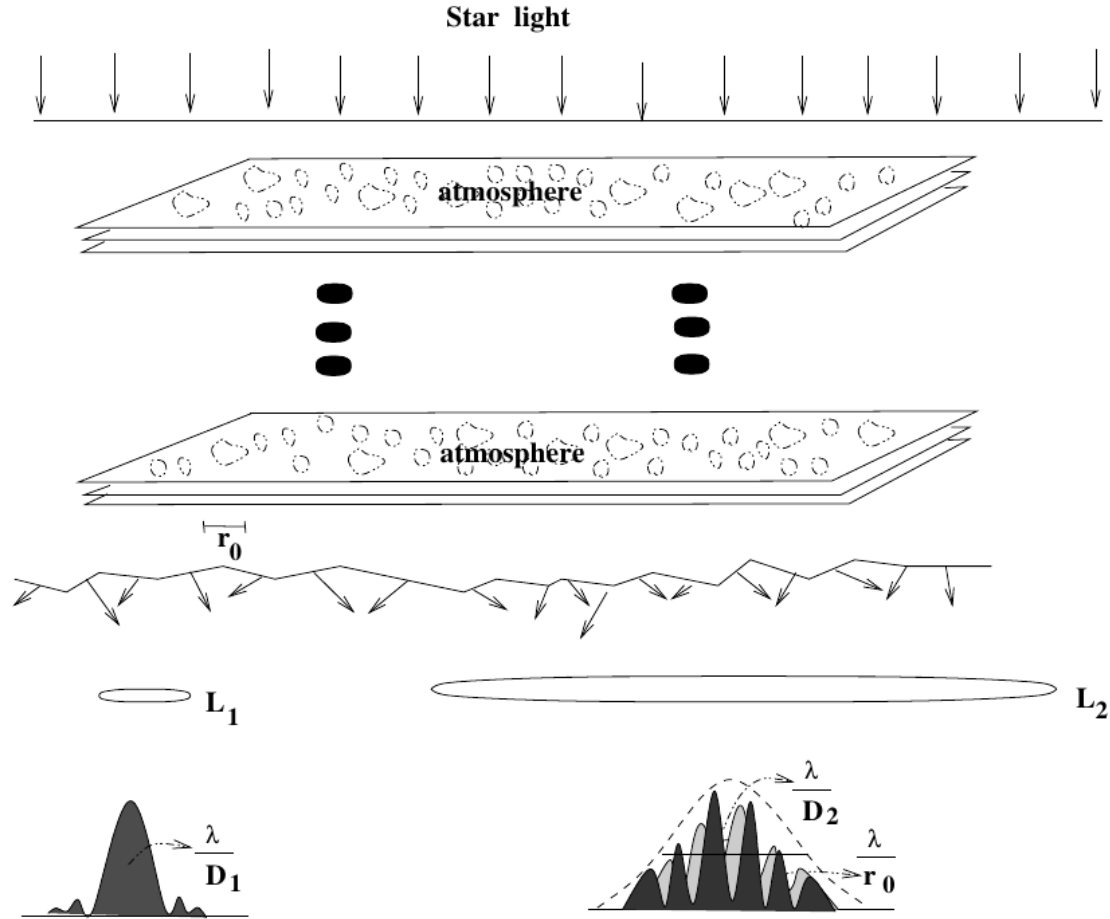 Star light
atmosphere
atmosphere
r0
L1
L2
λ
D1
λ
D2
λ
r0